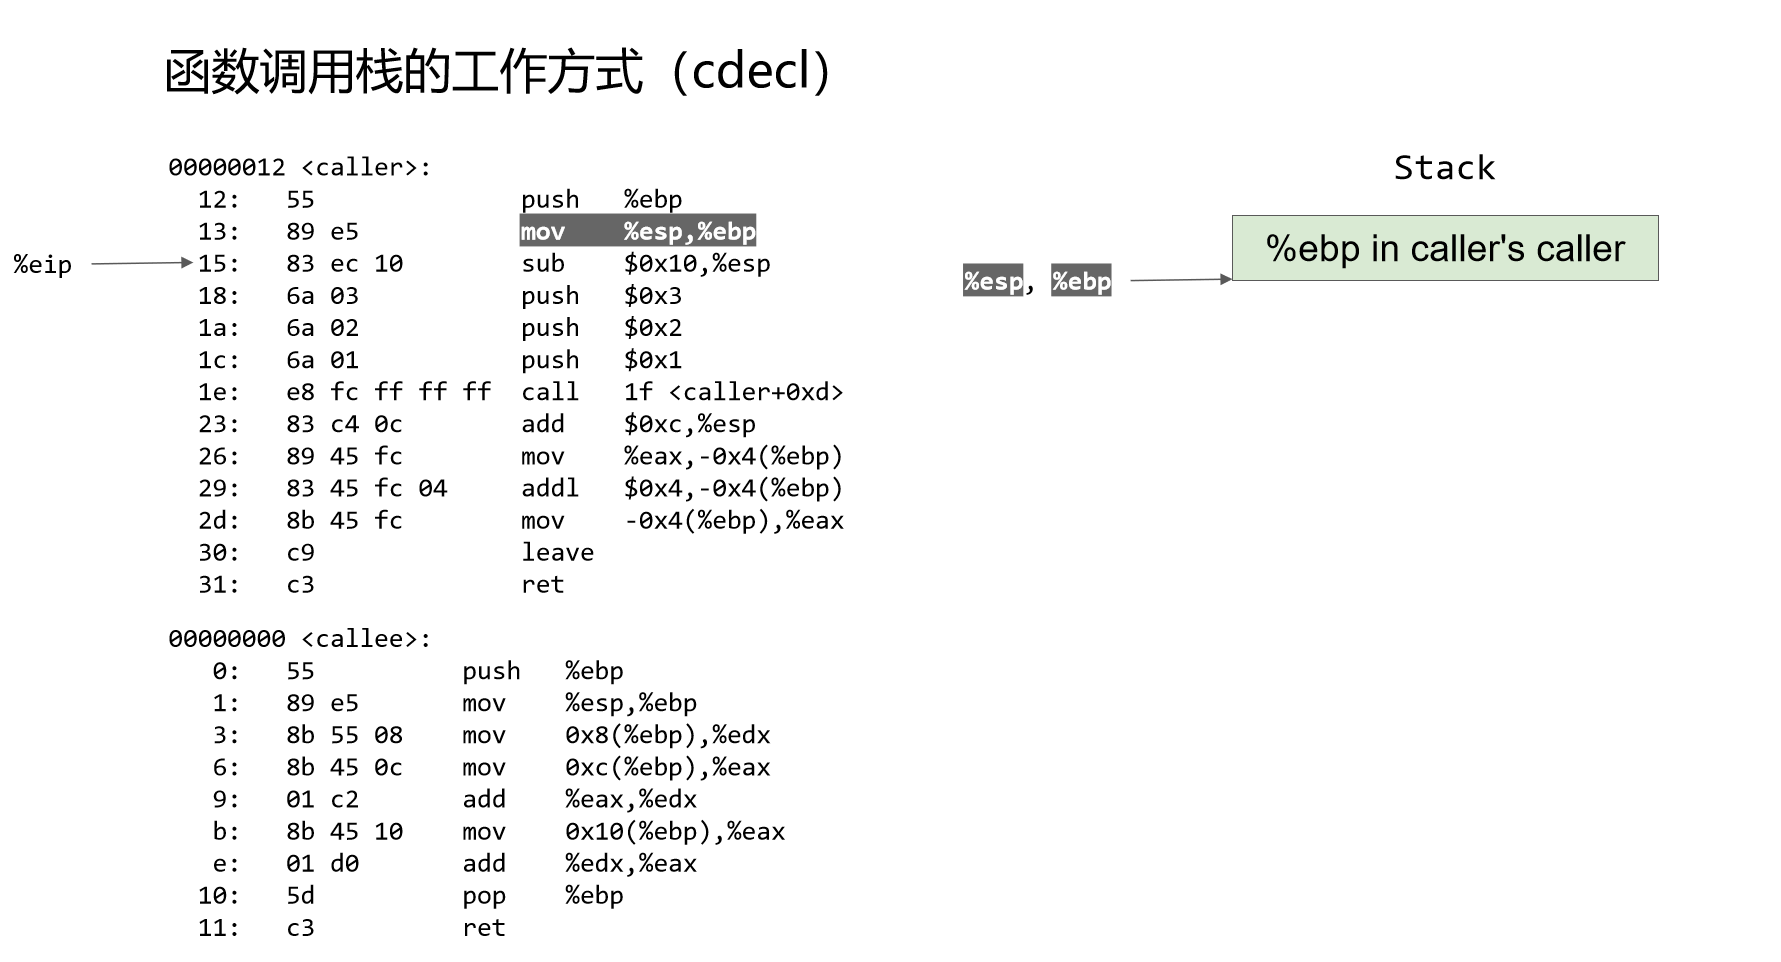 函数调用栈的工作方式（cdecl）
00000012 <caller>:
12: 55 push %ebp
13: 89 e5 mov %esp,%ebp
%eip
15: 83 ec 10 sub $0x10,%esp
18: 6a 03 push $0x3
1a: 6a 02 push $0x2
1c: 6a 01 push $0x1
1e: e8 fc ff ff ff call 1f <caller+0xd>
23: 83 c4 0c add $0xc,%esp
26: 89 45 fc mov %eax,-0x4(%ebp)
29: 83 45 fc 04 addl $0x4,-0x4(%ebp)
2d: 8b 45 fc mov -0x4(%ebp),%eax
30: c9 leave
31: c3 ret
00000000 <callee>:
0: 55 push %ebp
1: 89 e5 mov %esp,%ebp
3: 8b 55 08 mov 0x8(%ebp),%edx
6: 8b 45 0c mov 0xc(%ebp),%eax
9: 01 c2 add %eax,%edx
b: 8b 45 10 mov 0x10(%ebp),%eax
e: 01 d0 add %edx,%eax
10: 5d pop %ebp
11: c3 ret
Stack
%ebp in caller's caller
%esp, %ebp